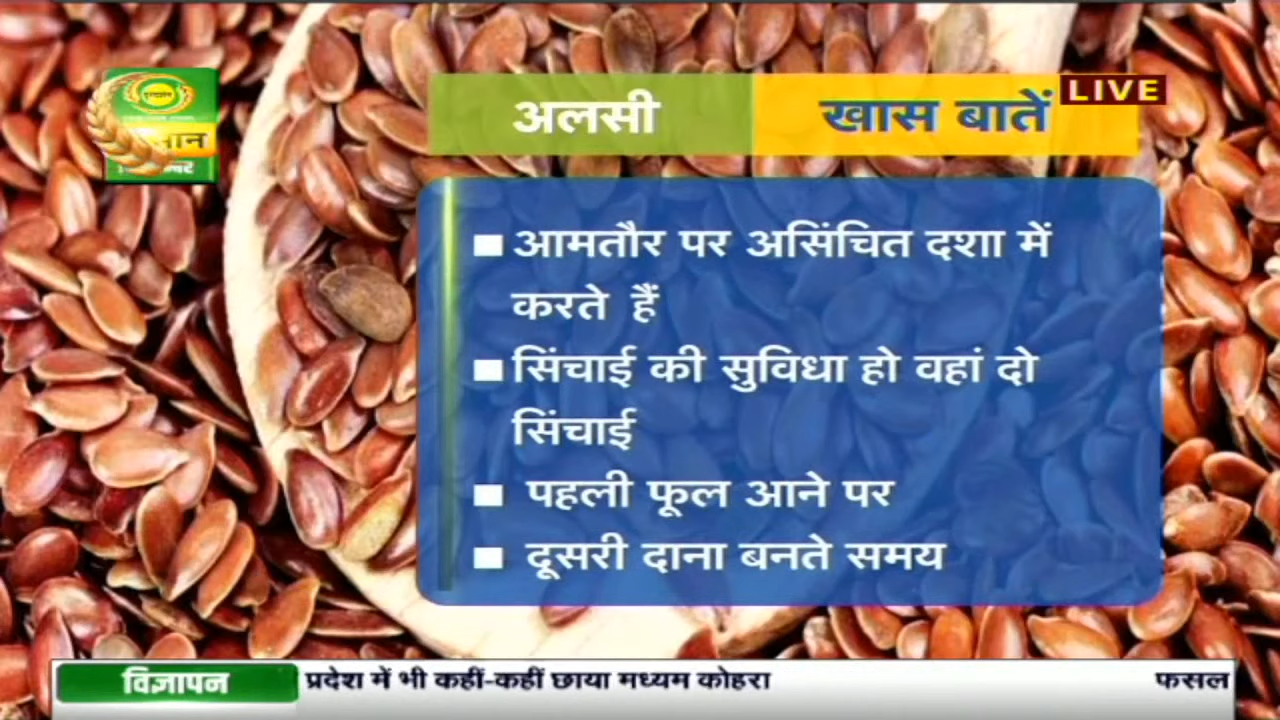 अलसी
खास बातें
LIVE
■ आमतौर पर असिंचित दशा में
करते हैं
■ सिंचाई की सुविधा हो वहां दो
सिंचाई
■ पहली फूल आने पर
■ दूसरी दाना बनते समय
विज्ञापन
प्रदेश में भी कहीं-कहीं छाया मध्यम कोहरा
फसल